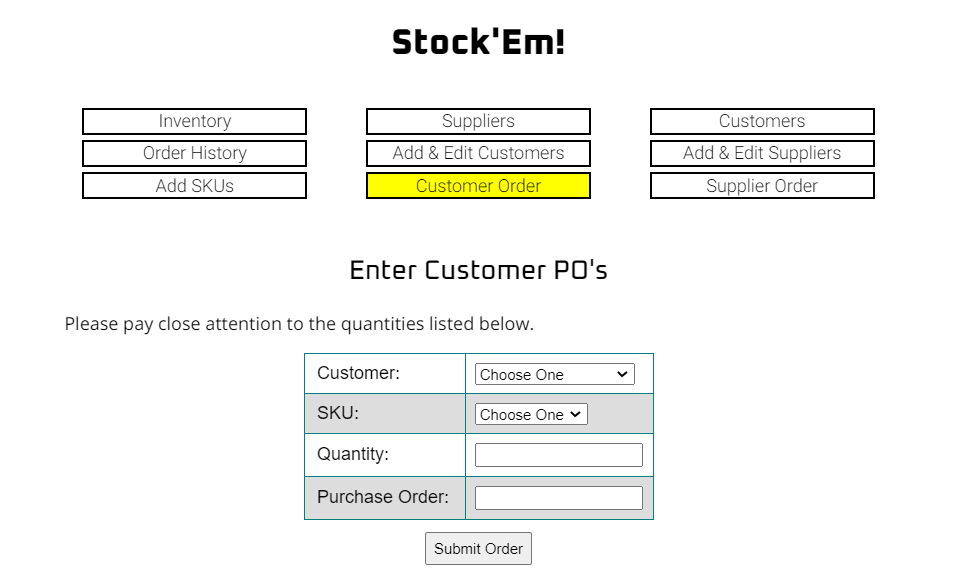 Stock'Em!
Inventory Suppliers Customers
Order History Add & Edit Customers Add & Edit Suppliers
Add SKUs Customer Order Supplier Order
Enter Customer PO's
Please pay close attention to the quantities listed below.
Customer: Choose One
SKU: Choose One
Quantity:
Purchase Order:
Submit Order